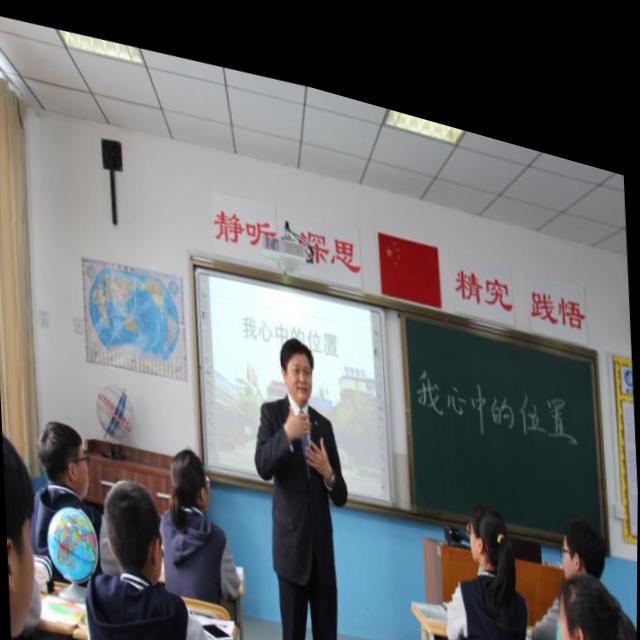 静听 深思 精究 践悟
我心中的位置
我心中的位置